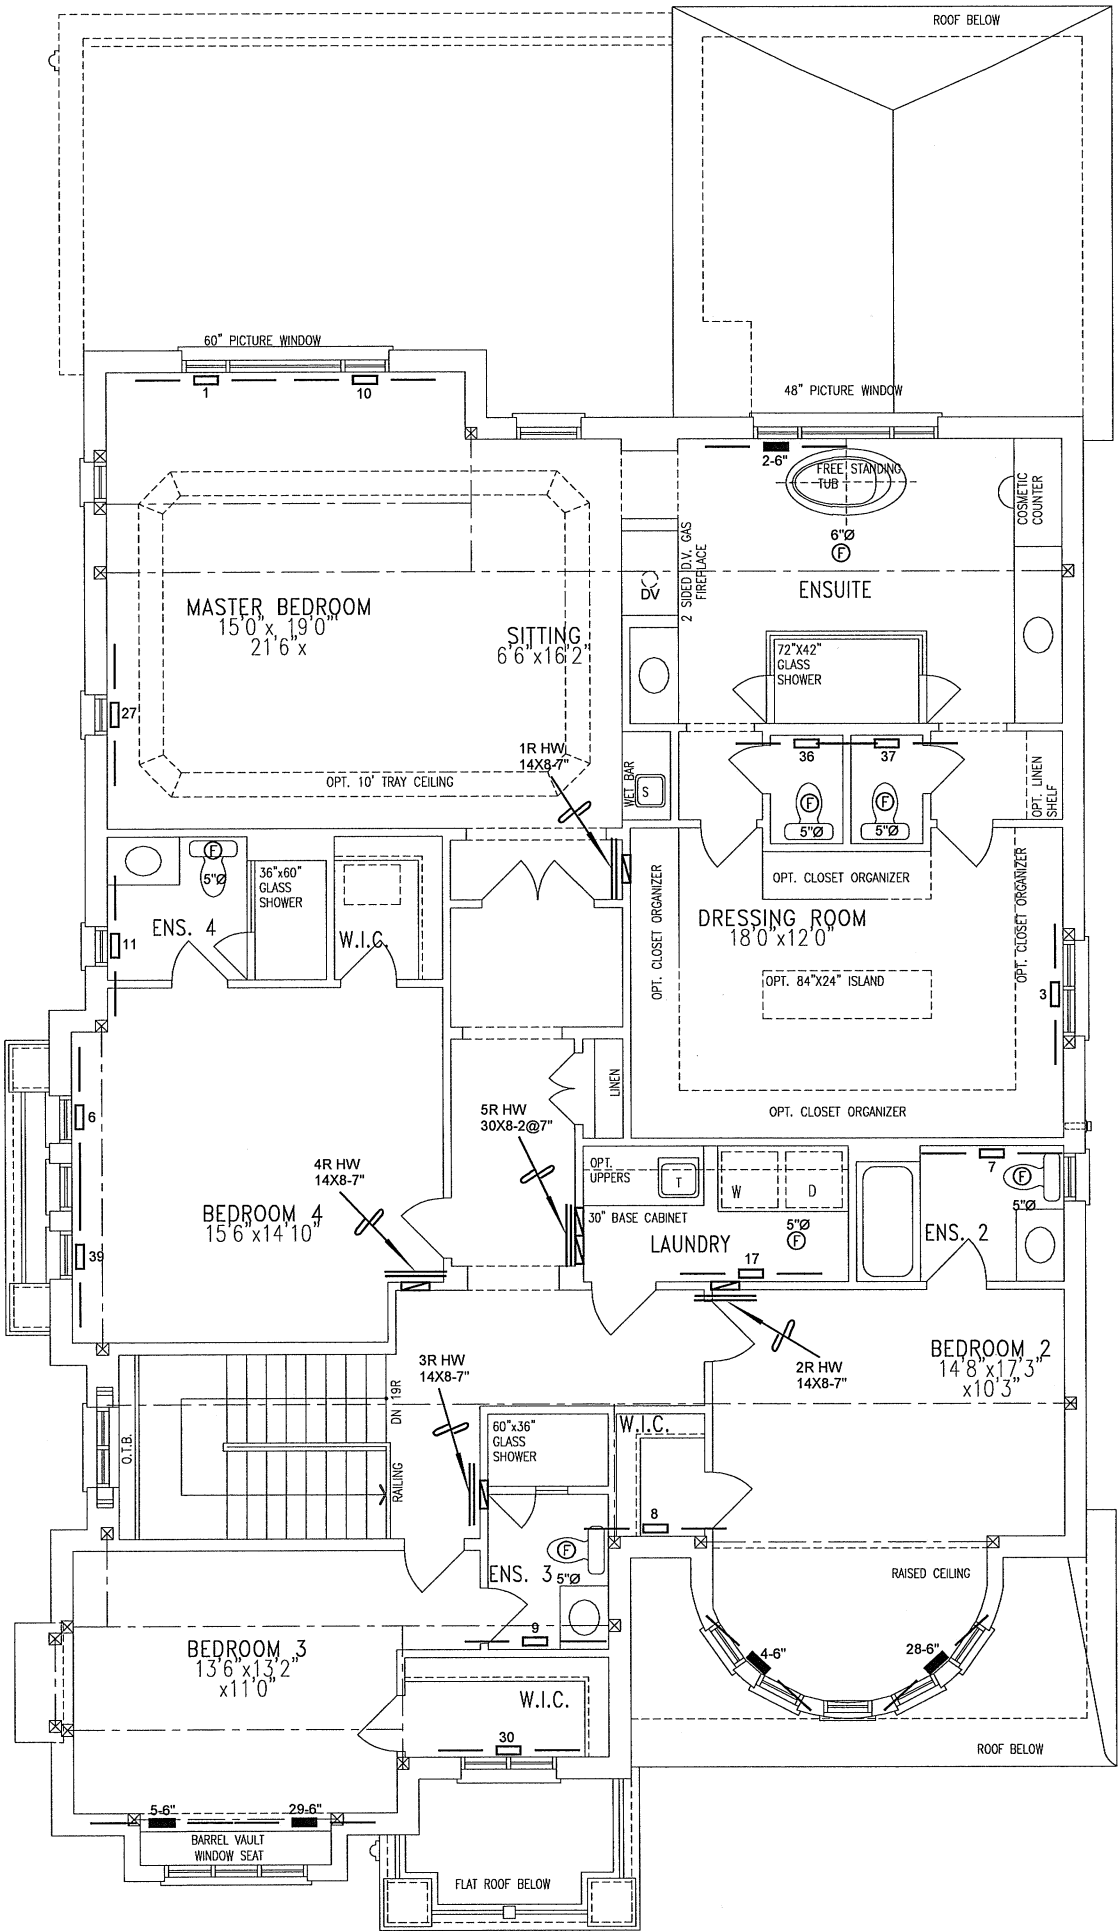 ROOF BELOW
60" PICTURE WINDOW
1
10
48" PICTURE WINDOW
2-6"
FREE STANDING
TUB
COSMETIC
COUNTER
6"Ø
F
2 SIDED D.V. GAS
FIREPLACE
DV
ENSUITE
MASTER BEDROOM
15'0"x 19'0"
21'6"x
SITTING
6'6"x16'2"
72"X42"
GLASS
SHOWER
27
1R HW
14X8-7"
OPT. 10' TRAY CEILING
WET BAR
S
36
37
F
F
5"Ø
5"Ø
OPT. LINEN
SHELF
F
5"Ø
36"x60"
GLASS
SHOWER
ENS. 4
W.I.C.
11
OPT. CLOSET ORGANIZER
OPT. CLOSET ORGANIZER
OPT. CLOSET ORGANIZER
DRESSING ROOM
18'0"x12'0"
OPT. 84"X24" ISLAND
3
OPT. CLOSET ORGANIZER
LINEN
6
5R HW
30X8-2@7"
4R HW
14X8-7"
BEDROOM 4
15'6"x14'10"
39
OPT.
UPPERS
T
W
D
30" BASE CABINET
LAUNDRY
5"Ø
F
17
7
F
5"Ø
ENS. 2
3R HW
14X8-7"
2R HW
14X8-7"
BEDROOM 2
14'8"x17'3"
x10'3"
DN 19R
O.T.B.
RAILING
60"x36"
GLASS
SHOWER
W.I.C.
8
F
ENS. 3
5"Ø
9
RAISED CEILING
BEDROOM 3
13'6"x13'2"
x11'0"
4-6"
28-6"
W.I.C.
30
ROOF BELOW
5-6"
29-6"
BARREL VAULT
WINDOW SEAT
FLAT ROOF BELOW